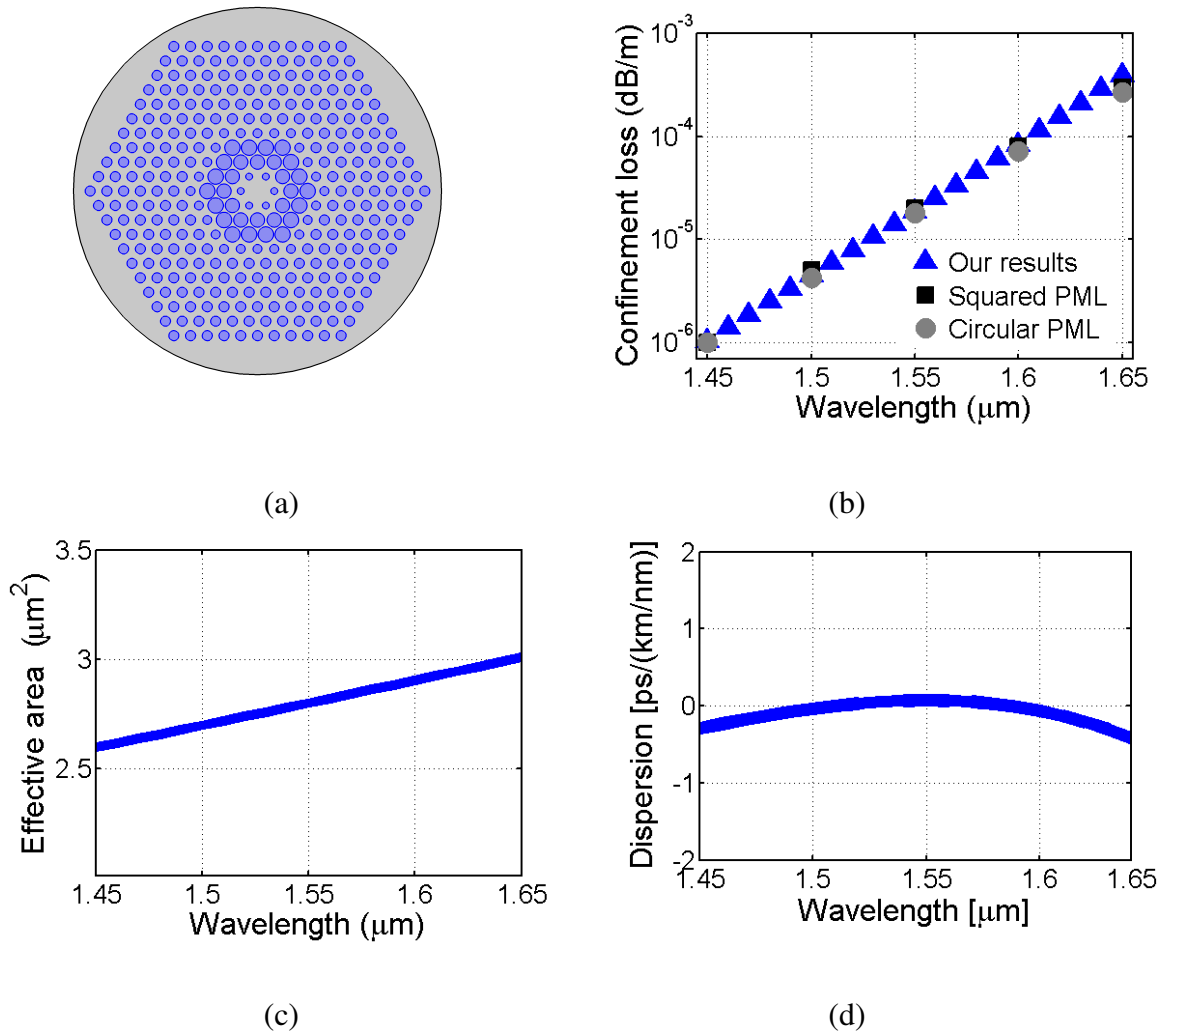 (a)
10-3
10-4
10-5
10-6
Confinement loss (dB/m)
Our results
Squared PML
Circular PML
1.45 1.5 1.55 1.6 1.65
Wavelength (μm)
(b)
3.5
3
2.5
Effective area (μm2)
1.45 1.5 1.55 1.6 1.65
Wavelength (μm)
(c)
2
1
0
-1
-2
Dispersion [ps/(km/nm)]
1.45 1.5 1.55 1.6 1.65
Wavelength [μm]
(d)